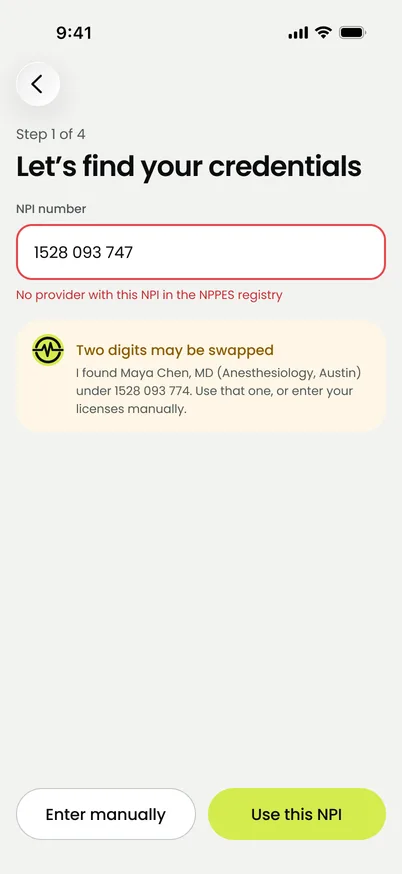 9:41
Step 1 of 4
Let’s find your credentials
NPI number
1528 093 747
No provider with this NPI in the NPPES registry
Two digits may be swapped
I found Maya Chen, MD (Anesthesiology, Austin)
under 1528 093 774. Use that one, or enter your
licenses manually.
Enter manually
Use this NPI